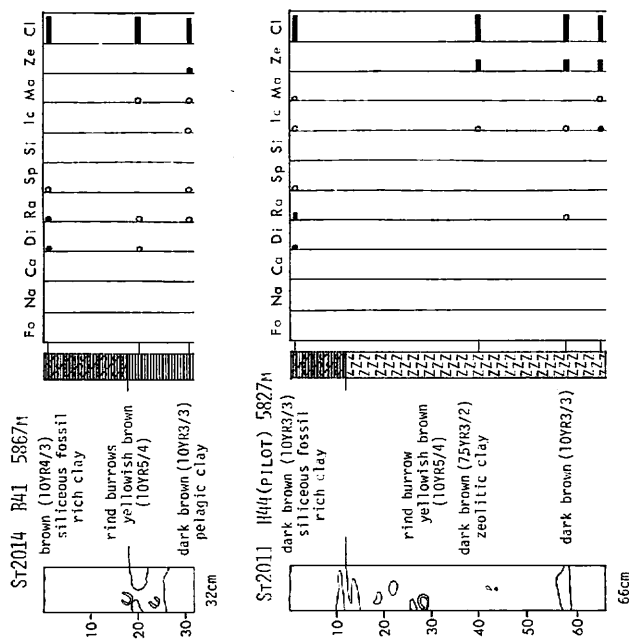 ST2014 B41 5867M
brown (10YR4/3)
siliceous fossil
rich clay
rind burrows
yellowish brown
(10YR5/4)
dark brown (10YR3/3)
pelagic clay
10
20
30
32cm
Fo Na Ca Di Ra Sp Si Ic Ma Ze Cl
ST2011 H44(PILOT) 5827M
dark brown (10YR3/3)
siliceous fossil
rich clay
rind burrow
yellowish brown
(10YR5/4)
dark brown (75YR3/2)
zeolitic clay
dark brown (10YR3/3)
10
20
30
40
50
60
66cm
Fo Na Ca Di Ra Sp Si Ic Ma Ze Cl